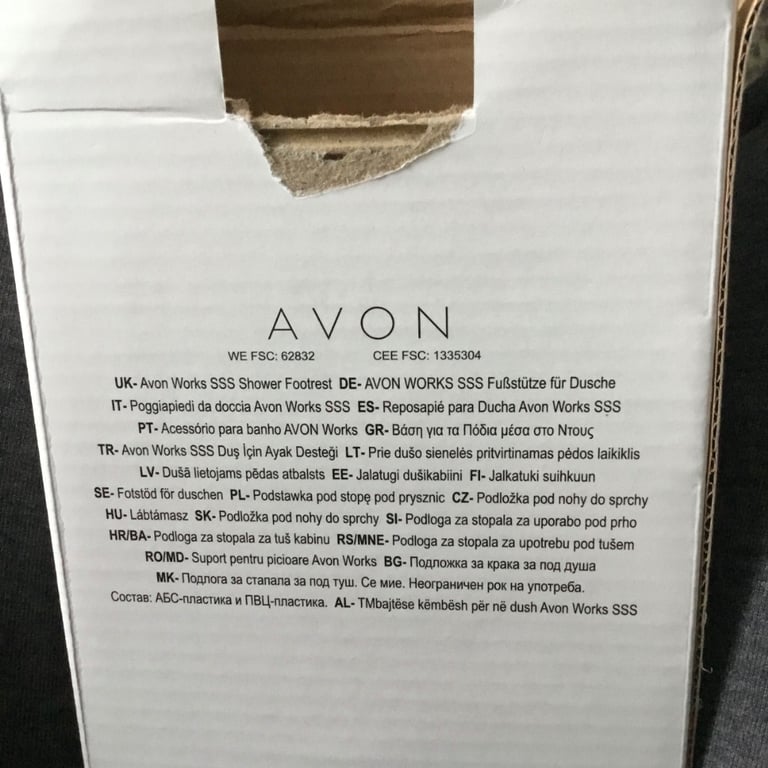 AVON
WE FSC: 62832 CEE FSC: 1335304
UK- Avon Works SSS Shower Footrest DE- AVON WORKS SSS Fußstütze für Dusche
IT- Poggiapiedi da doccia Avon Works SSS ES- Reposapié para Ducha Avon Works SSS
PT- Acessório para banho AVON Works GR- Βάση για τα Πόδια μέσα στο Ντους
TR- Avon Works SSS Duş İçin Ayak Desteği LT- Prie dušo sienelės pritvirtinamas pėdos laikiklis
LV- Dušā lietojams pēdas atbalsts EE- Jalatugi dušikabiini FI- Jalkatuki suihkuun
SE- Fotstöd för duschen PL- Podstawka pod stopę pod prysznic CZ- Podložka pod nohy do sprchy
HU- Lábtámasz SK- Podložka pod nohy do sprchy SI- Podloga za stopala za uporabo pod prho
HR/BA- Podloga za stopala za tuš kabinu RS/MNE- Podloga za stopala za upotrebu pod tušem
RO/MD- Suport pentru picioare Avon Works BG- Подложка за крака за под душа
MK- Подлога за стапала за под туш. Се мие. Неограничен рок на употреба.
Состав: АБС-пластика и ПВЦ-пластика. AL- TMbajtëse këmbësh për në dush Avon Works SSS